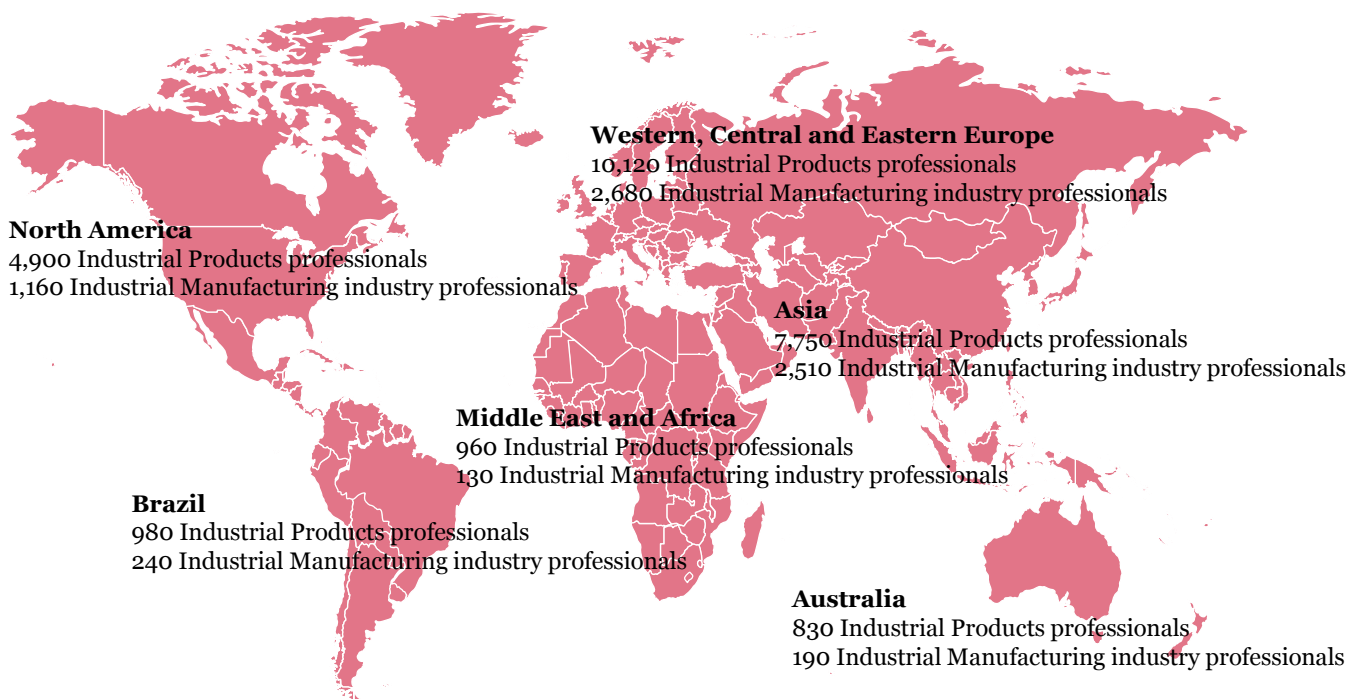 Western, Central and Eastern Europe
10,120 Industrial Products professionals
2,680 Industrial Manufacturing industry professionals
North America
4,900 Industrial Products professionals
1,160 Industrial Manufacturing industry professionals
Asia
7,750 Industrial Products professionals
2,510 Industrial Manufacturing industry professionals
Middle East and Africa
960 Industrial Products professionals
130 Industrial Manufacturing industry professionals
Brazil
980 Industrial Products professionals
240 Industrial Manufacturing industry professionals
Australia
830 Industrial Products professionals
190 Industrial Manufacturing industry professionals